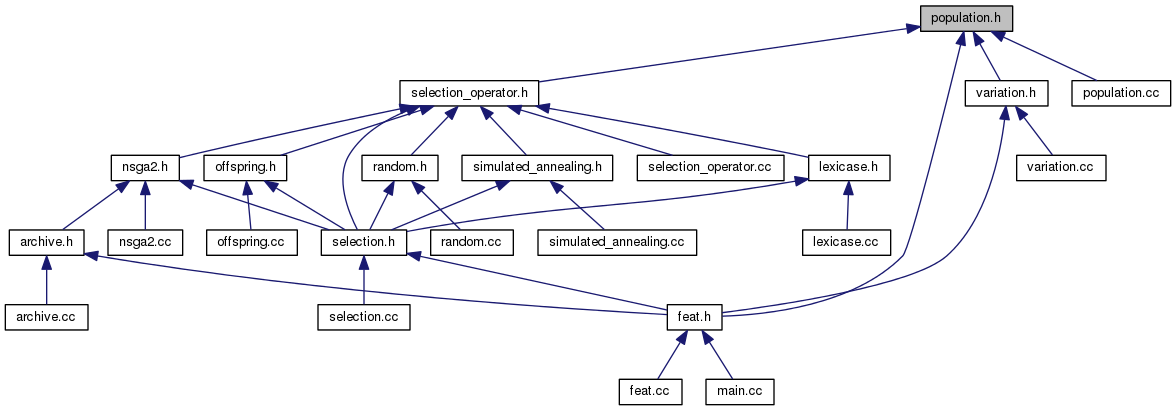 population.h
selection_operator.h
variation.h
population.cc
nsga2.h
offspring.h
random.h
simulated_annealing.h
selection_operator.cc
lexicase.h
variation.cc
archive.h
nsga2.cc
offspring.cc
selection.h
random.cc
simulated_annealing.cc
lexicase.cc
archive.cc
selection.cc
feat.h
feat.cc
main.cc